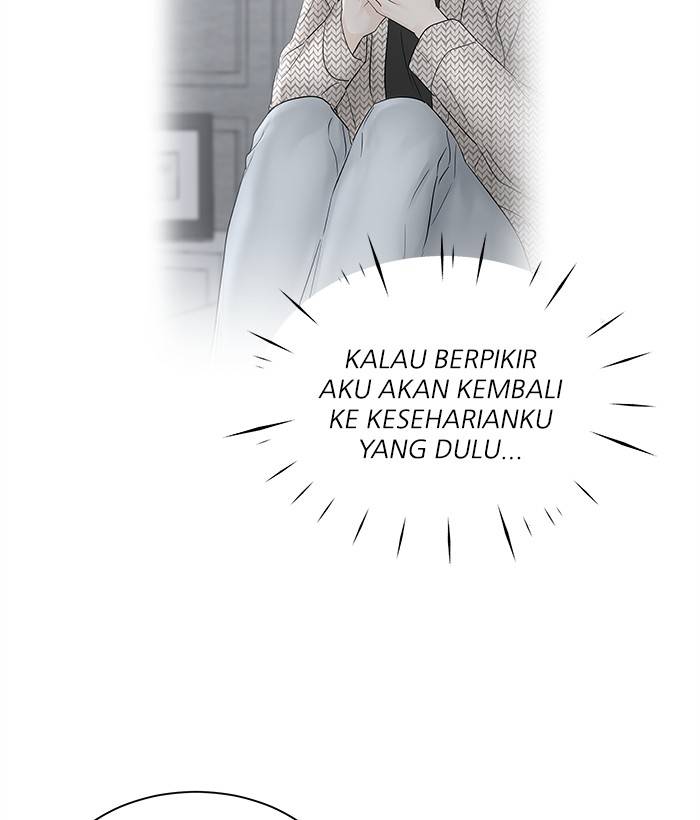 KALAU BERPIKIR
AKU AKAN KEMBALI
KE KESEHARIANKU
YANG DULU...